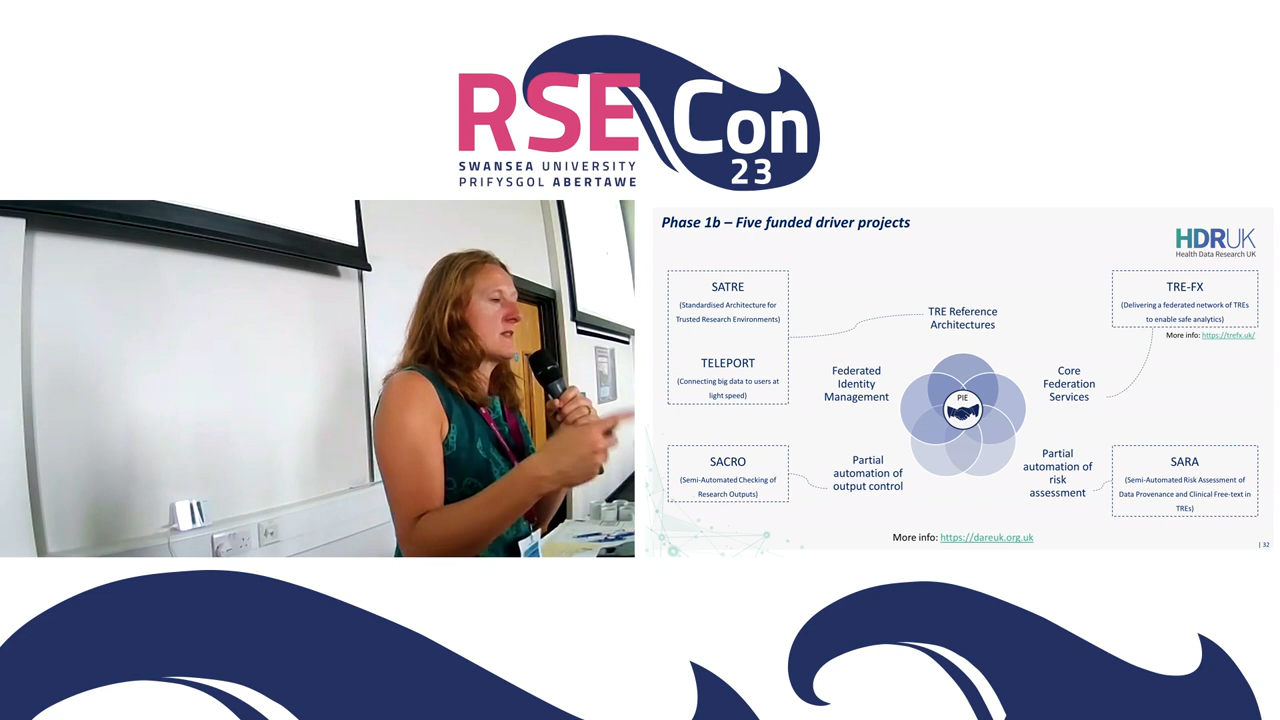 RSE Con
23
SWANSEA UNIVERSITY
PRIFYSGOL ABERTAWE
Phase 1b – Five funded driver projects
HDRUK
Health Data Research UK
SATRE
(Standardised Architecture for
Trusted Research Environments)
TELEPORT
(Connecting big data to users at
light speed)
TRE Reference
Architectures
TRE-FX
(Delivering a federated network of TREs
to enable safe analytics)
More info: https://trefx.uk/
Federated
Identity
Management
PIE
Core
Federation
Services
SACRO
(Semi-Automated Checking of
Research Outputs)
Partial
automation of
output control
Partial
automation of
risk
assessment
SARA
(Semi-Automated Risk Assessment of
Data Provenance and Clinical Free-text in
TREs)
More info: https://dareuk.org.uk
| 32